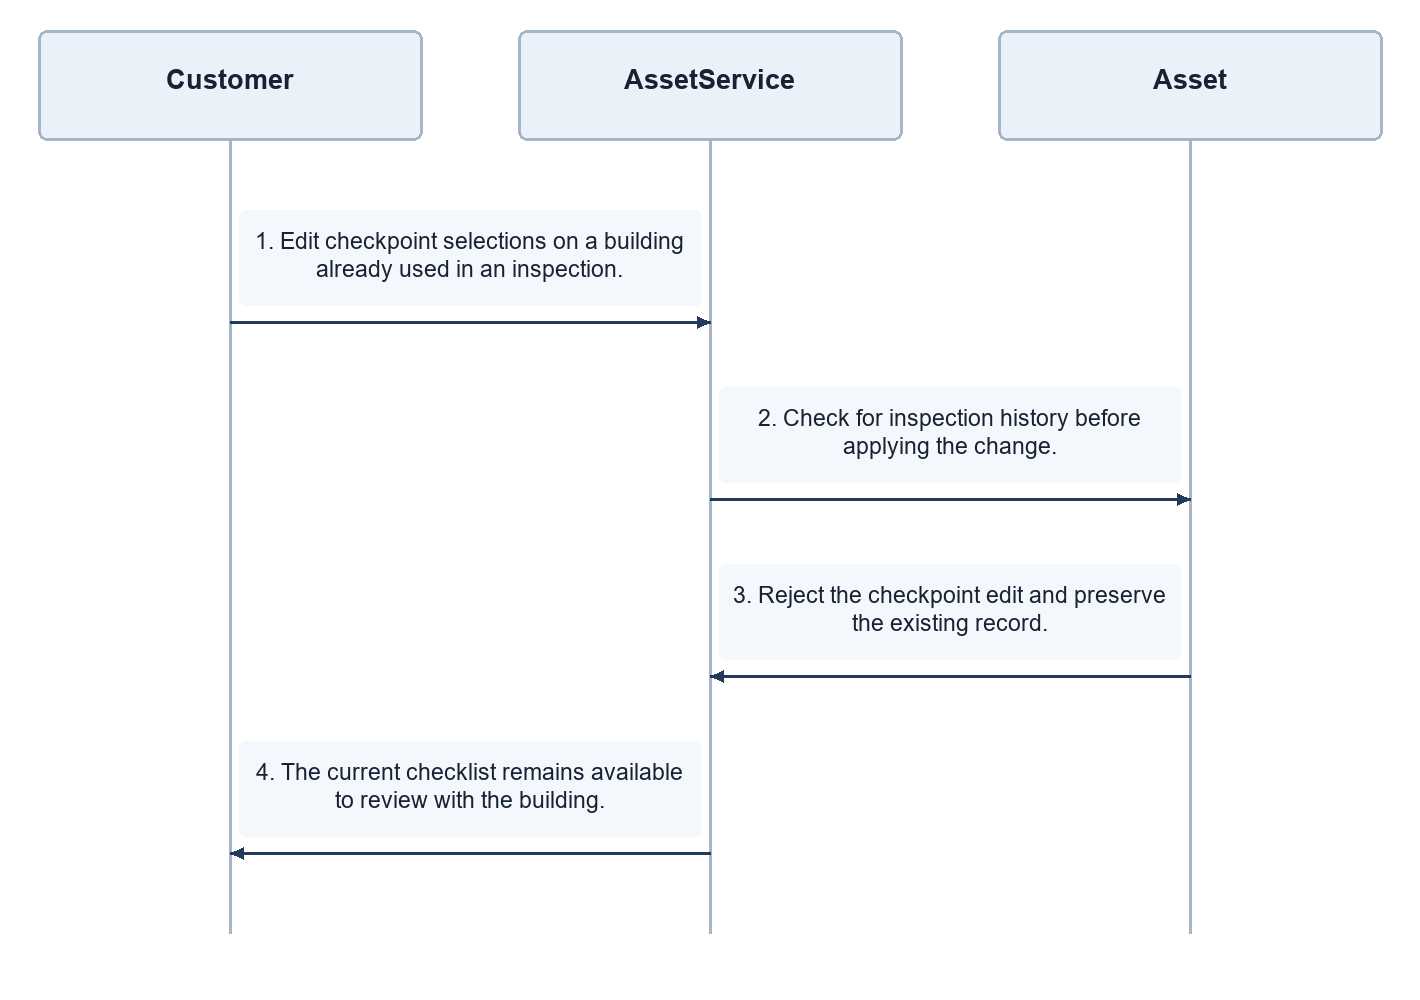 Customer
AssetService
Asset
1. Edit checkpoint selections on a building
already used in an inspection.
2. Check for inspection history before
applying the change.
3. Reject the checkpoint edit and preserve
the existing record.
4. The current checklist remains available
to review with the building.